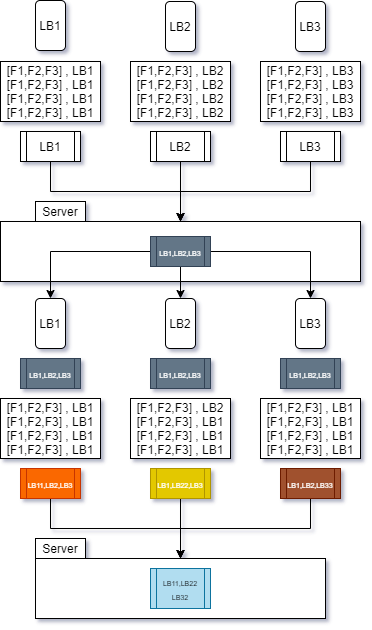 LB1 LB2 LB3
[F1,F2,F3] , LB1 [F1,F2,F3] , LB2 [F1,F2,F3] , LB3
[F1,F2,F3] , LB1 [F1,F2,F3] , LB2 [F1,F2,F3] , LB3
[F1,F2,F3] , LB1 [F1,F2,F3] , LB2 [F1,F2,F3] , LB3
[F1,F2,F3] , LB1 [F1,F2,F3] , LB2 [F1,F2,F3] , LB3
LB1 LB2 LB3
Server
LB1,LB2,LB3
LB1 LB2 LB3
LB1,LB2,LB3 LB1,LB2,LB3 LB1,LB2,LB3
[F1,F2,F3] , LB1 [F1,F2,F3] , LB2 [F1,F2,F3] , LB1
[F1,F2,F3] , LB1 [F1,F2,F3] , LB1 [F1,F2,F3] , LB1
[F1,F2,F3] , LB1 [F1,F2,F3] , LB1 [F1,F2,F3] , LB1
[F1,F2,F3] , LB1 [F1,F2,F3] , LB1 [F1,F2,F3] , LB1
LB11,LB2,LB3 LB1,LB22,LB3 LB1,LB2,LB33
Server
LB11,LB22
LB32